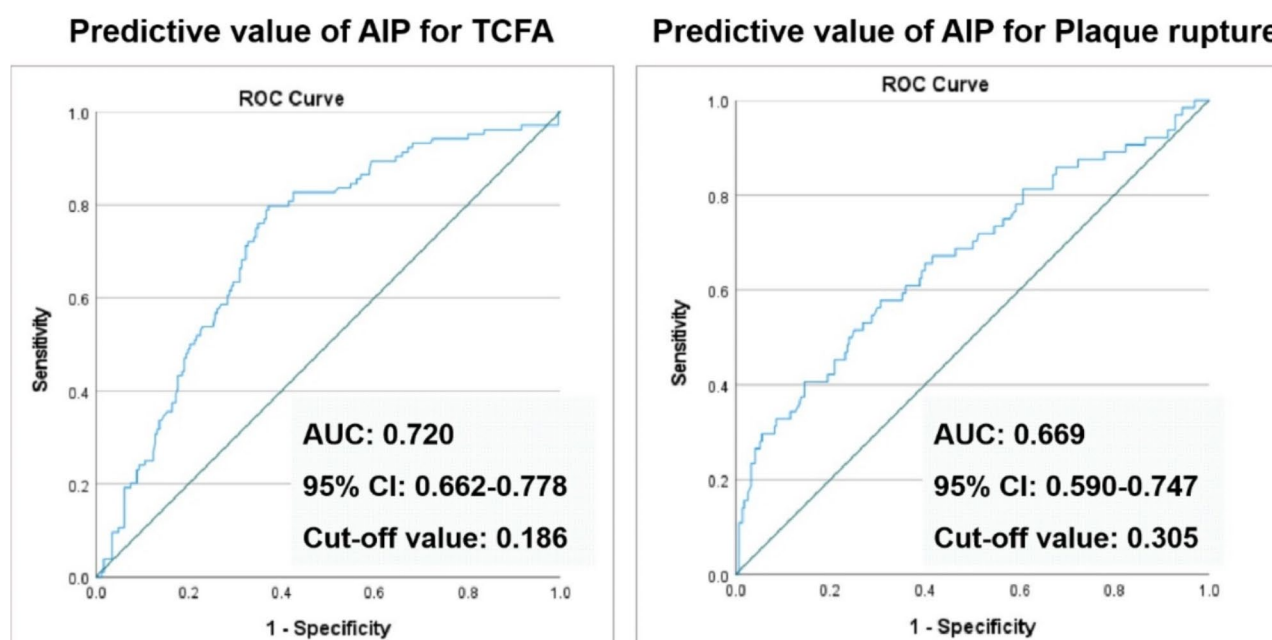 Predictive value of AIP for TCFA
ROC Curve
1.0
0.8
0.6
0.4
0.2
0.0
Sensitivity
0.0 0.2 0.4 0.6 0.8 1.0
1 - Specificity
AUC: 0.720
95% CI: 0.662-0.778
Cut-off value: 0.186
Predictive value of AIP for Plaque rupture
ROC Curve
1.0
0.8
0.6
0.4
0.2
0.0
Sensitivity
0.0 0.2 0.4 0.6 0.8 1.0
1 - Specificity
AUC: 0.669
95% CI: 0.590-0.747
Cut-off value: 0.305